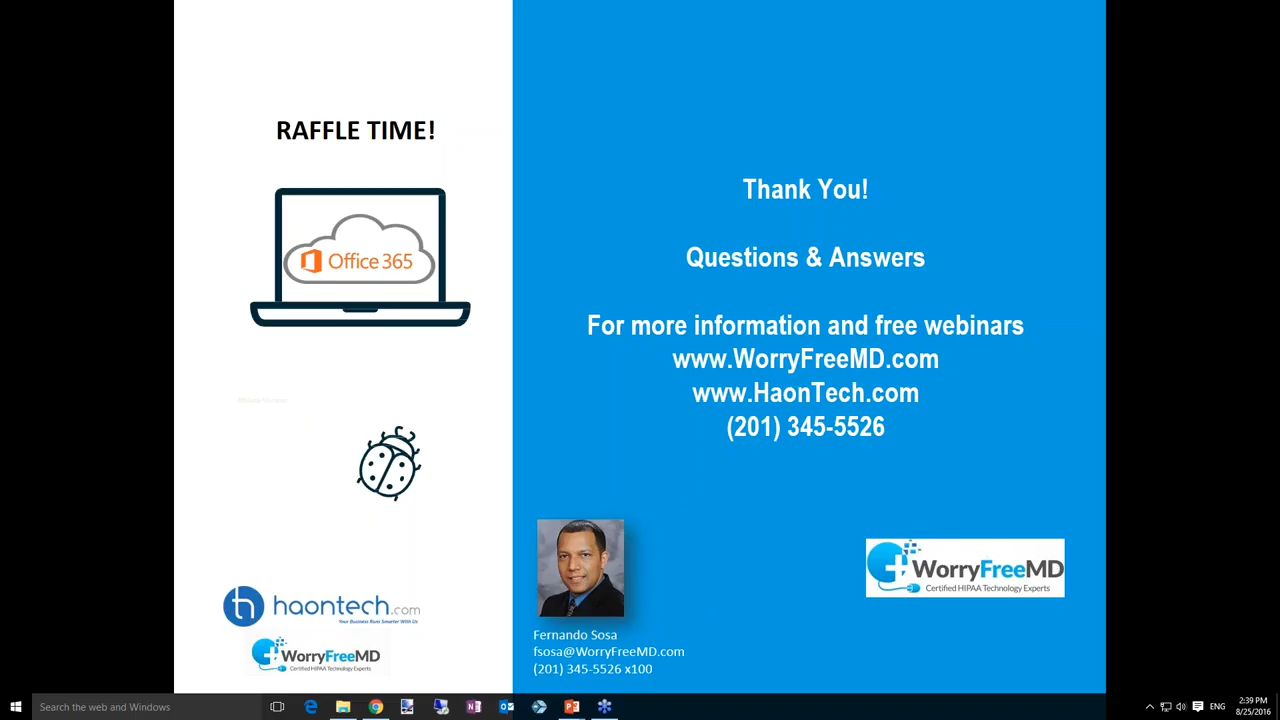 RAFFLE TIME!
Office 365
haontech.com
Your Business Runs Smarter With Us
WorryFreeMD
Certified HIPAA Technology Experts
Thank You!
Questions & Answers
For more information and free webinars
www.WorryFreeMD.com
www.HaonTech.com
(201) 345-5526
Fernando Sosa
fsosa@WorryFreeMD.com
(201) 345-5526 x100
WorryFreeMD
Certified HIPAA Technology Experts
Search the web and Windows
ENG
2:39 PM
8/25/2016